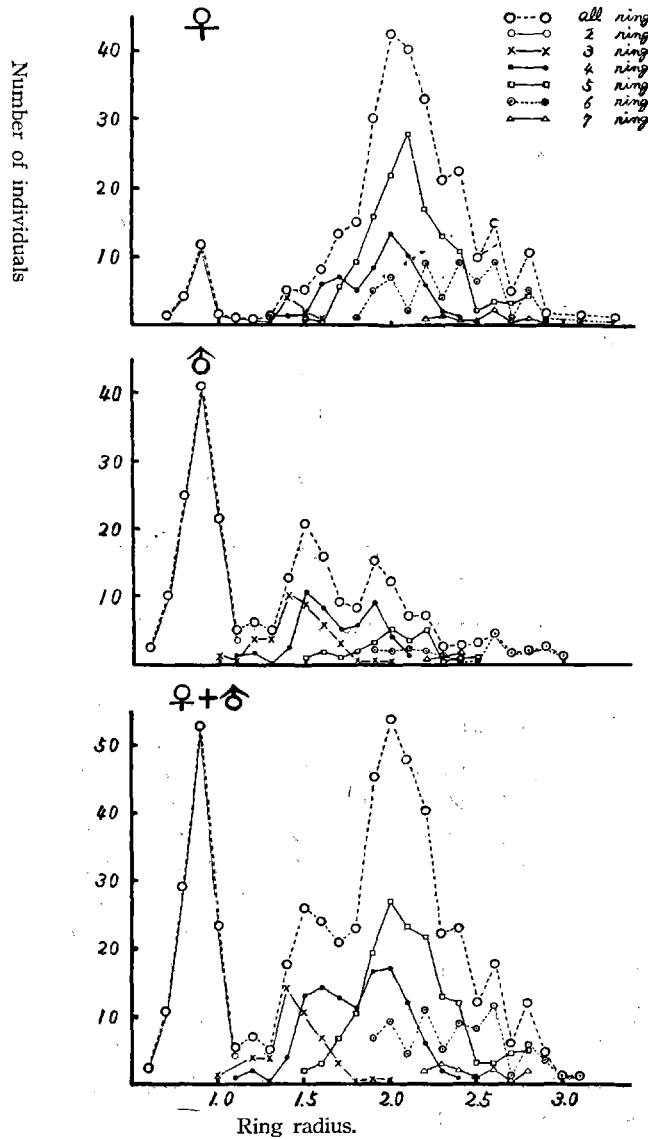 ♀
all ring
2 ring
3 ring
4 ring
5 ring
6 ring
7 ring
40
30
20
10
Number of individuals
♂
40
30
20
10
♀+♂
50
40
30
20
10
1.0 1.5 2.0 2.5 3.0
Ring radius.